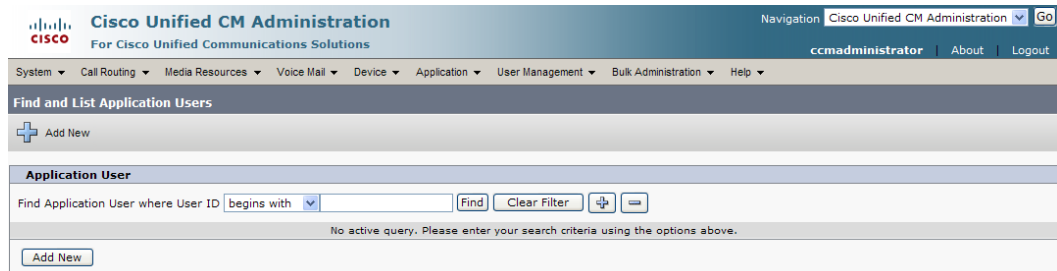 Cisco Unified CM Administration
For Cisco Unified Communications Solutions
CISCO
Navigation Cisco Unified CM Administration Go
ccmadministrator About Logout
System Call Routing Media Resources Voice Mail Device Application User Management Bulk Administration Help
Find and List Application Users
Add New
Application User
Find Application User where User ID begins with Find Clear Filter
No active query. Please enter your search criteria using the options above.
Add New